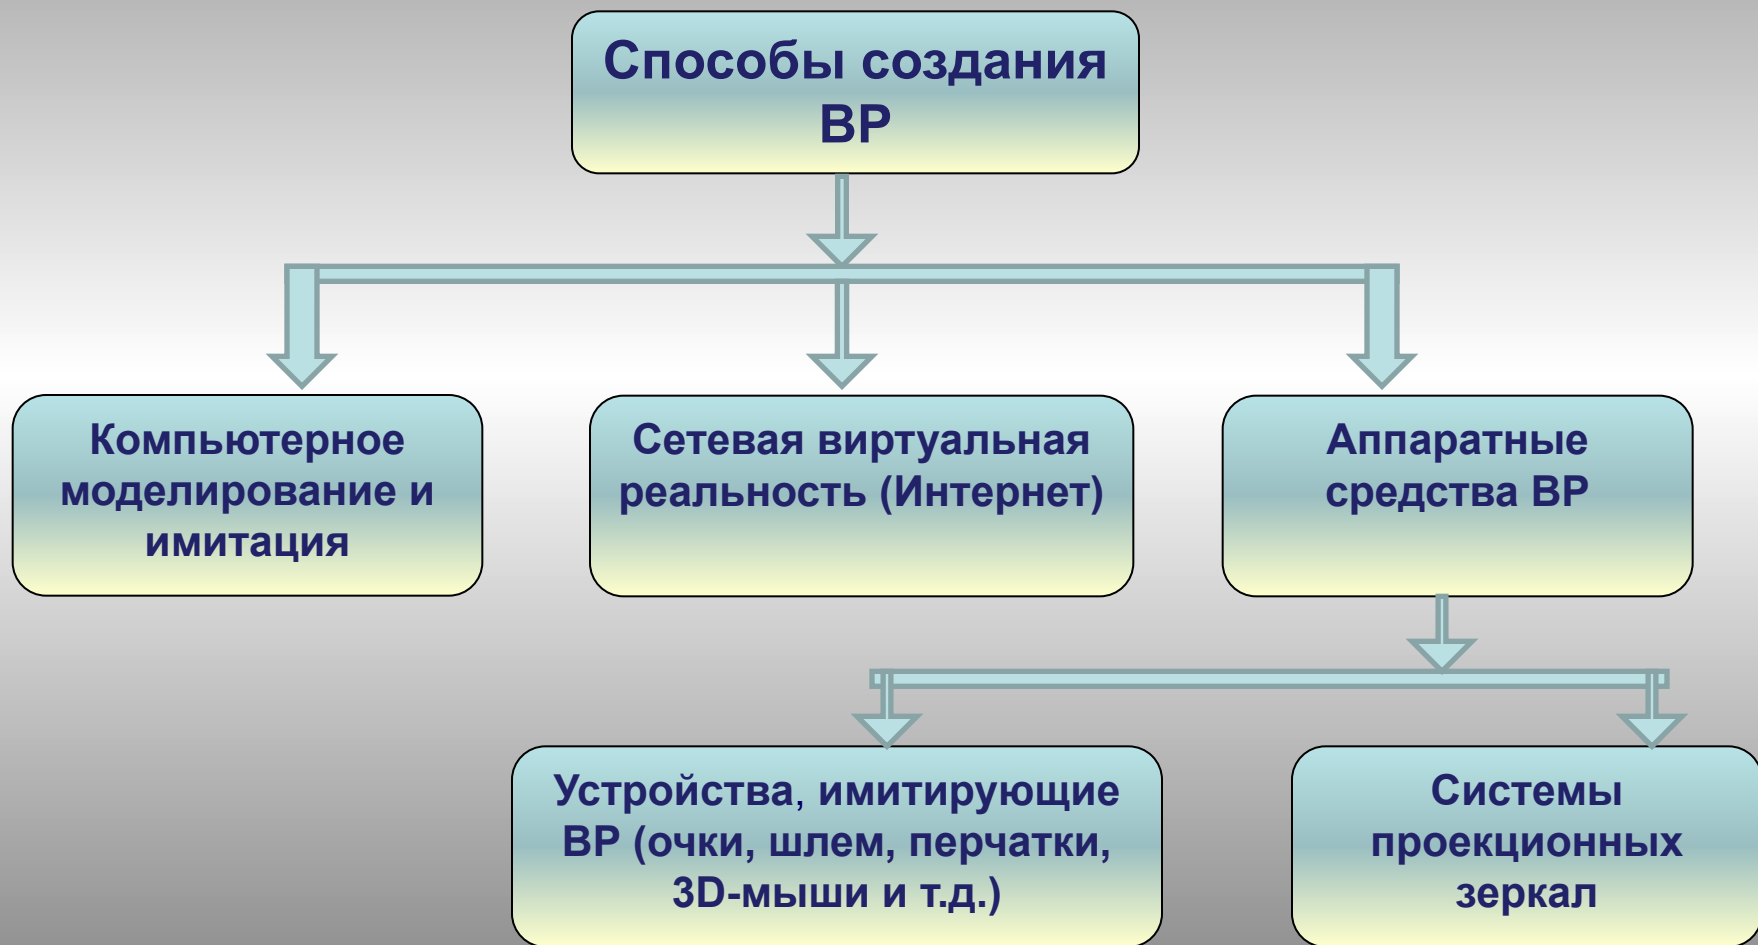 Способы создания
ВР
Компьютерное
моделирование и
имитация
Сетевая виртуальная
реальность (Интернет)
Аппаратные
средства ВР
Устройства, имитирующие
ВР (очки, шлем, перчатки,
3D-мыши и т.д.)
Системы
проекционных
зеркал